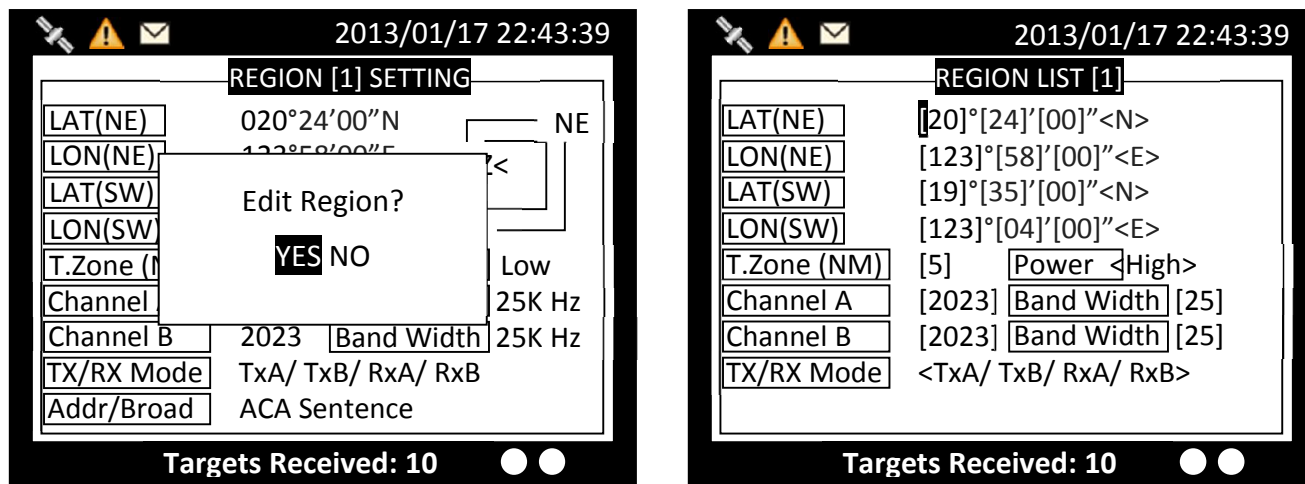 2013/01/17 22:43:39
REGION [1] SETTING
LAT(NE) 020°24’00”N NE
LON(NE)
LAT(SW)
LON(SW)
T.Zone Low
Channel 25K Hz
Channel B 2023 Band Width 25K Hz
TX/RX Mode TxA/ TxB/ RxA/ RxB
Addr/Broad ACA Sentence
Edit Region?
YES NO
Targets Received: 10
2013/01/17 22:43:39
REGION LIST [1]
LAT(NE) [20]°[24]’[00]”<N>
LON(NE) [123]°[58]’[00]”<E>
LAT(SW) [19]°[35]’[00]”<N>
LON(SW) [123]°[04]’[00]”<E>
T.Zone (NM) [5] Power <High>
Channel A [2023] Band Width [25]
Channel B [2023] Band Width [25]
TX/RX Mode <TxA/ TxB/ RxA/ RxB>
Targets Received: 10